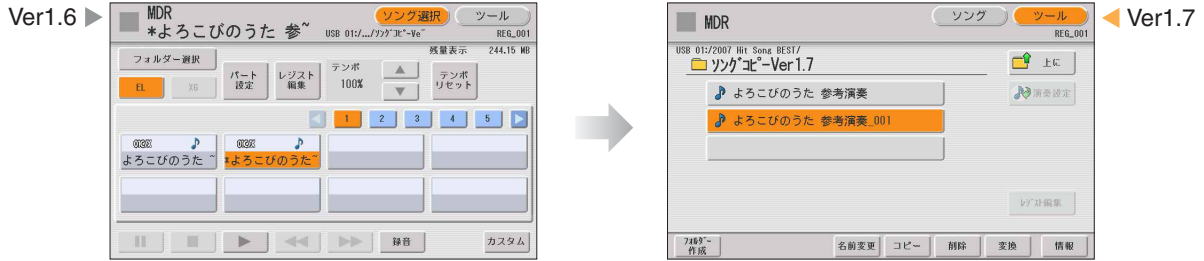 Ver1.6
MDR
*よろこびのうた 参~
USB 01:/.../ｿﾝｸﾞｺﾋﾟｰVe~
ソング選択
ツール
REG_001
残量表示 244.15 MB
フォルダー選択
EL
XG
パート設定
レジスト編集
テンポ
100%
テンポリセット
1 2 3 4 5
よろこびのうた ~
*よろこびのうた~
録音
カスタム
Ver1.7
MDR
ソング
ツール
REG_001
USB 01:/2007 Hit Song BEST/
ｿﾝｸﾞｺﾋﾟｰVer1.7
上に
よろこびのうた 参考演奏
演奏設定
よろこびのうた 参考演奏_001
ﾚｼﾞｽﾄ編集
ﾌｫﾙﾀﾞｰ作成
名前変更
コピー
削除
変換
情報